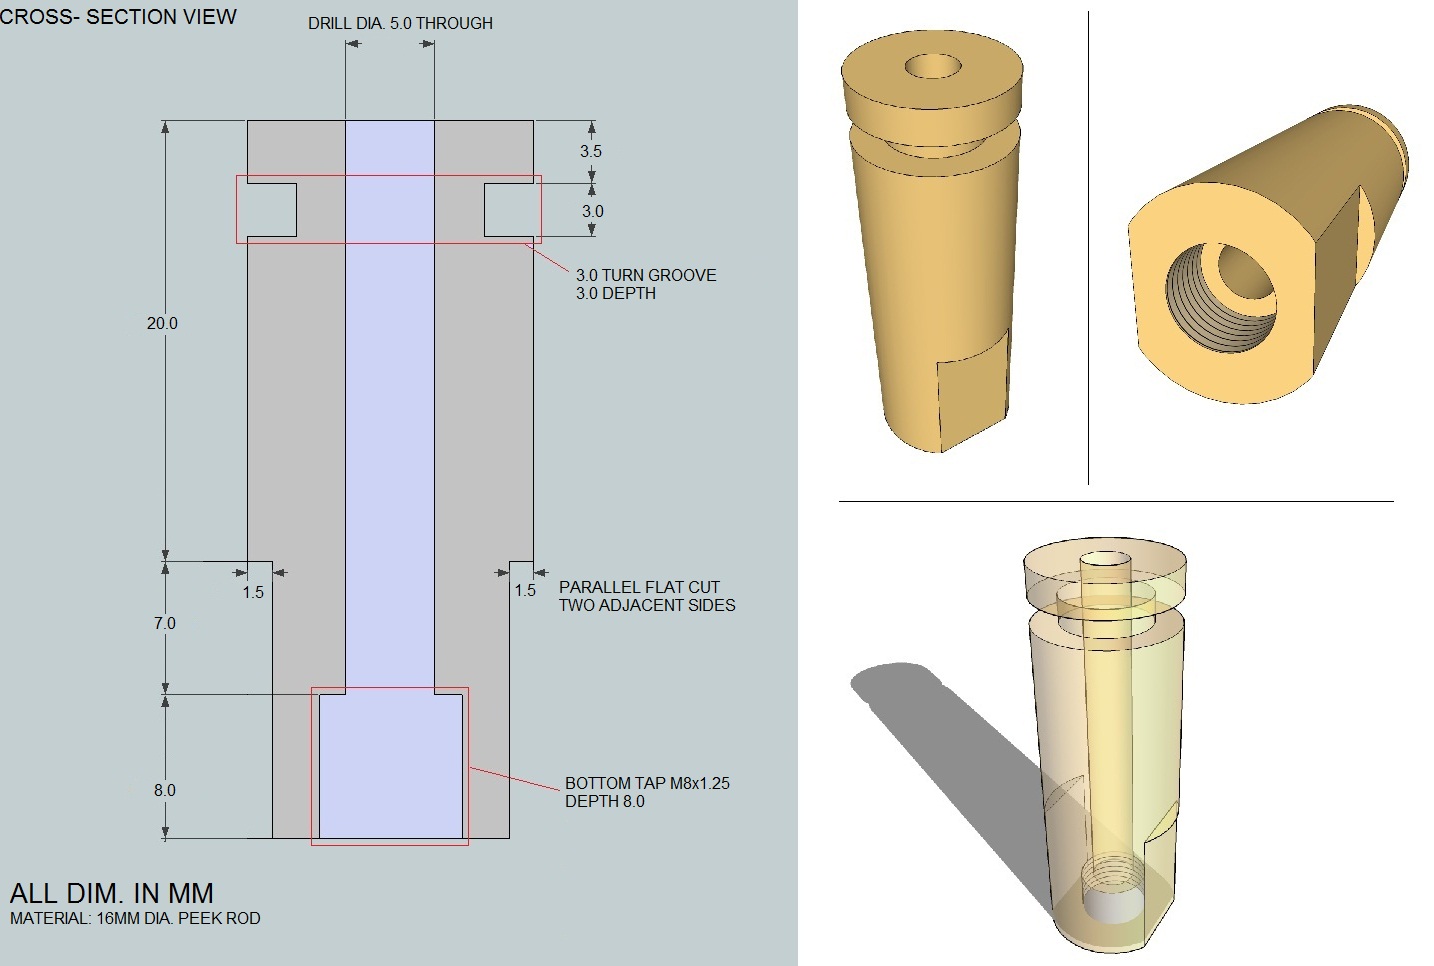 CROSS- SECTION VIEW
DRILL DIA. 5.0 THROUGH
3.5
3.0
3.0 TURN GROOVE
3.0 DEPTH
20.0
1.5
1.5
PARALLEL FLAT CUT
TWO ADJACENT SIDES
7.0
8.0
BOTTOM TAP M8x1.25
DEPTH 8.0
ALL DIM. IN MM
MATERIAL: 16MM DIA. PEEK ROD